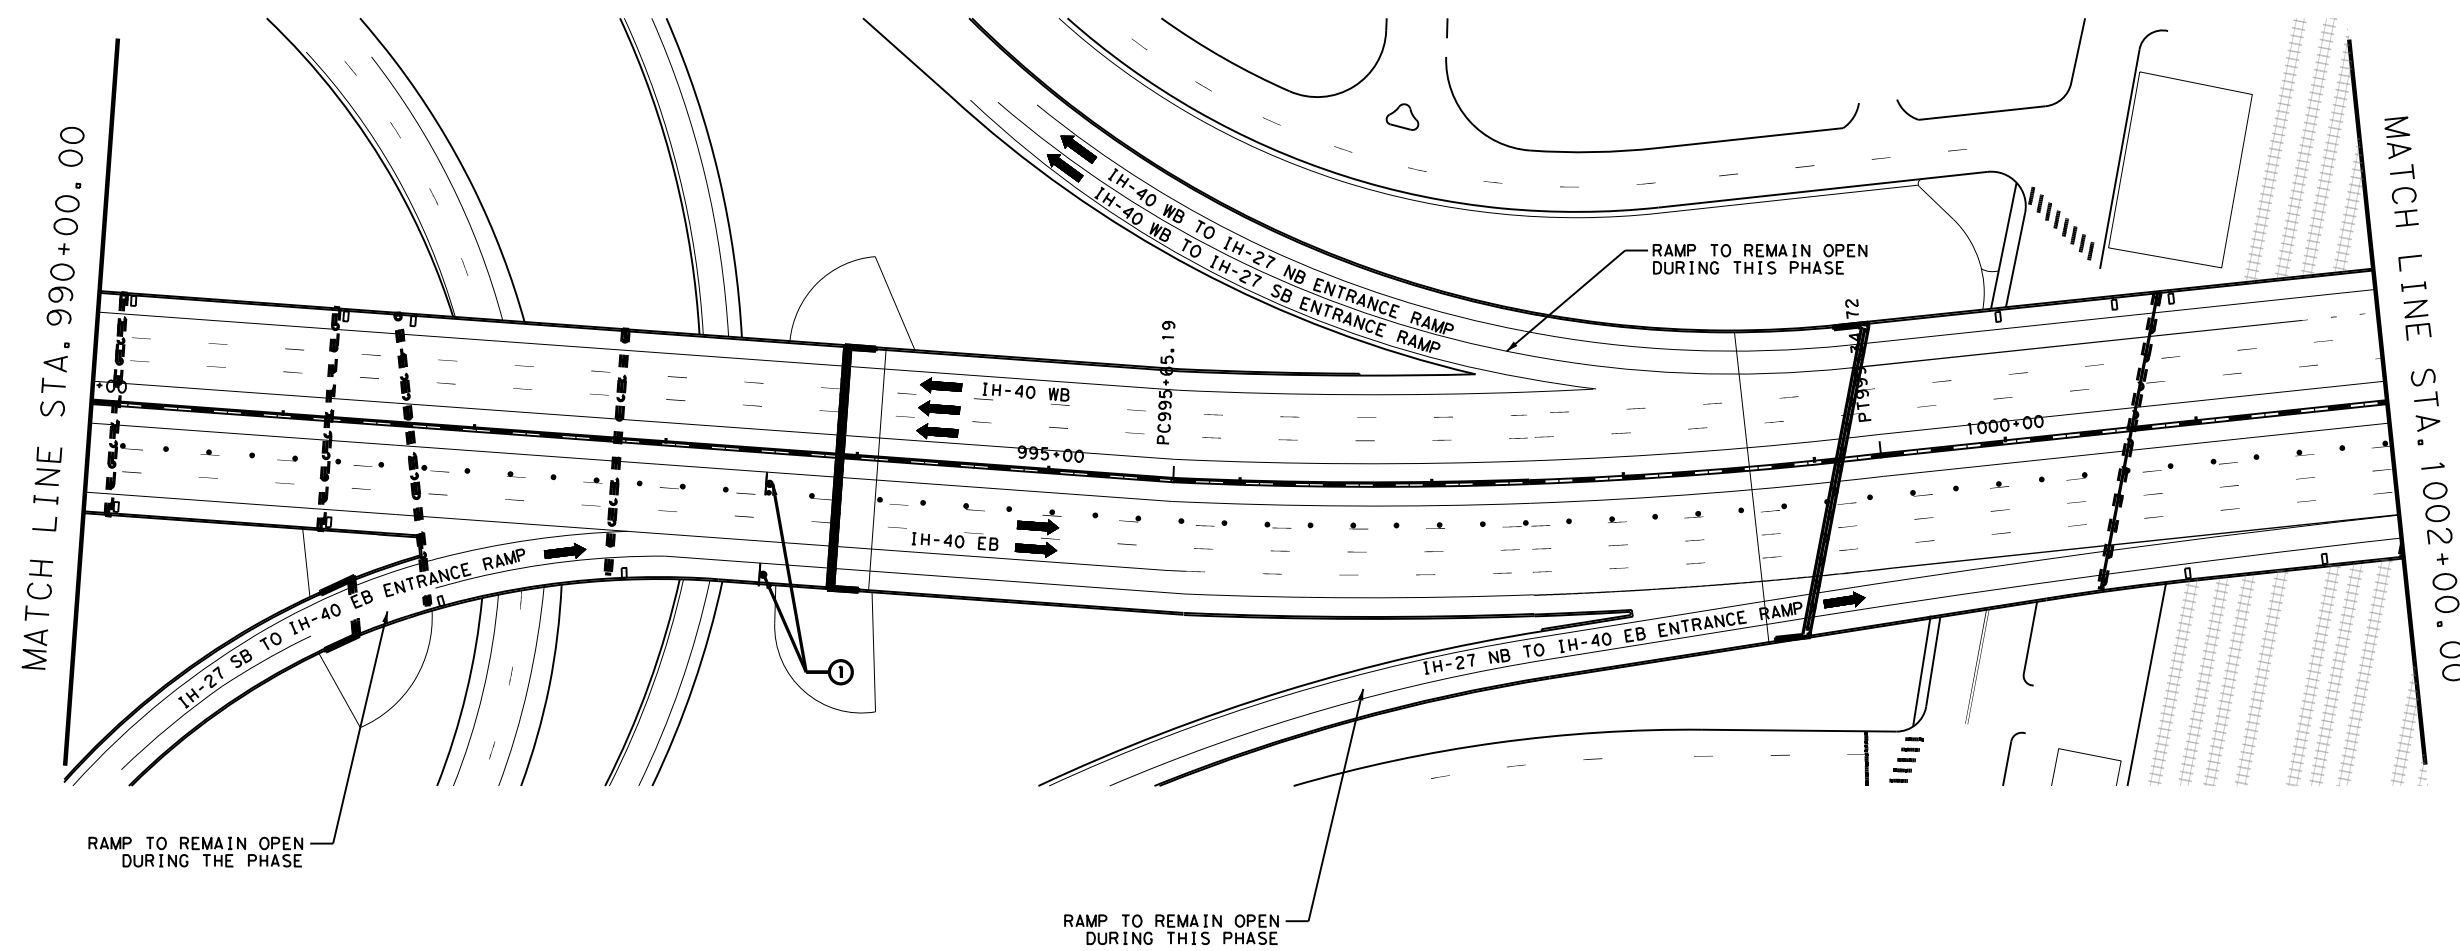 MATCH LINE STA. 990+00.00
IH-40 WB TO IH-27 NB ENTRANCE RAMP
IH-40 WB TO IH-27 SB ENTRANCE RAMP
RAMP TO REMAIN OPEN
DURING THIS PHASE
MATCH LINE STA. 1002+00.00
+00
IH-40 WB
PC995+65.19
995+00
1000+00
IH-40 EB
IH-27 SB TO IH-40 EB ENTRANCE RAMP
IH-27 NB TO IH-40 EB ENTRANCE RAMP
1
RAMP TO REMAIN OPEN
DURING THE PHASE
RAMP TO REMAIN OPEN
DURING THIS PHASE